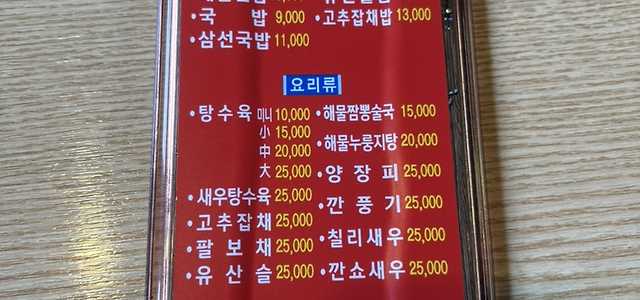 • 국 밥 9,000
• 고추잡채밥 13,000
• 삼선국밥 11,000
요리류
• 탕수육 미니 10,000
小 15,000
中 20,000
大 25,000
• 새우탕수육 25,000
• 고추잡채 25,000
• 팔보채 25,000
• 유산슬 25,000
• 해물짬뽕술국 15,000
• 해물누룽지탕 20,000
• 양장피 25,000
• 깐풍기 25,000
• 칠리새우 25,000
• 깐쇼새우 25,000